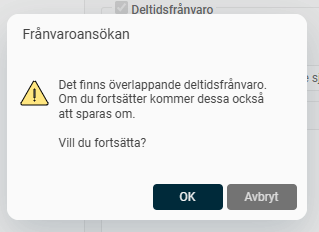 Deltidsfrånvaro
Frånvaroansökan
Det finns överlappande deltidsfrånvaro.
Om du fortsätter kommer dessa också
att sparas om.
Vill du fortsätta?
OK
Avbryt